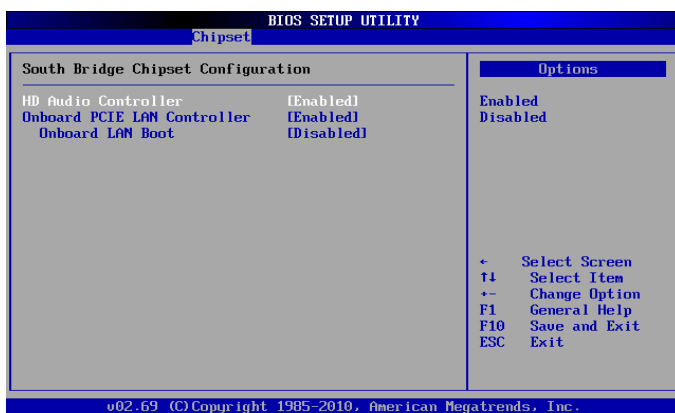 BIOS SETUP UTILITY
Chipset
South Bridge Chipset Configuration
HD Audio Controller [Enabled]
Onboard PCIE LAN Controller [Enabled]
Onboard LAN Boot [Disabled]
Options
Enabled
Disabled
← Select Screen
↑↓ Select Item
+- Change Option
F1 General Help
F10 Save and Exit
ESC Exit
v02.69 (C)Copyright 1985-2010, American Megatrends, Inc.